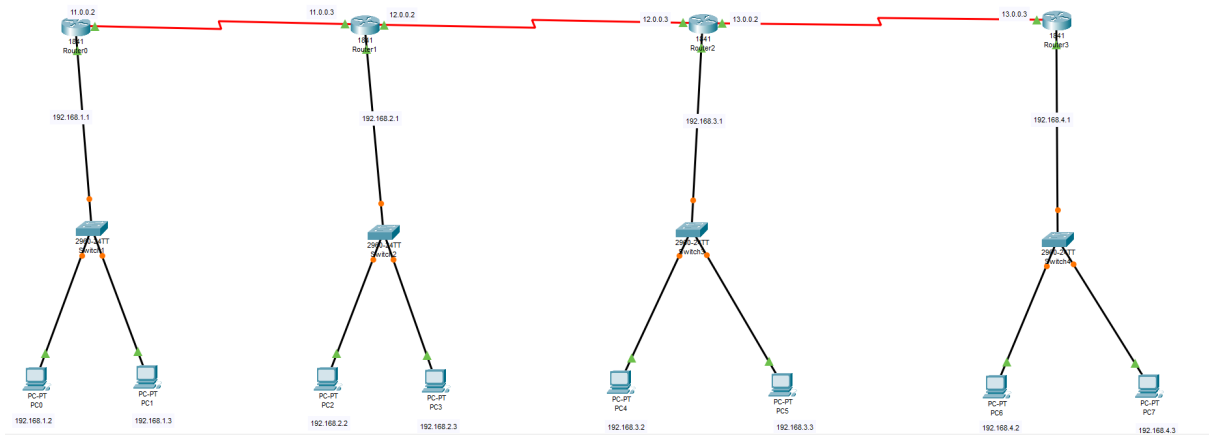 11.0.0.2
11.0.0.3
12.0.0.2
12.0.0.3
13.0.0.2
13.0.0.3
1841
Router0
1841
Router1
1841
Router2
1841
Router3
192.168.1.1
192.168.2.1
192.168.3.1
192.168.4.1
2960-24TT
Switch1
2960-24TT
Switch2
2960-24TT
Switch3
2960-24TT
Switch4
PC-PT
PC0
PC-PT
PC1
PC-PT
PC2
PC-PT
PC3
PC-PT
PC4
PC-PT
PC5
PC-PT
PC6
PC-PT
PC7
192.168.1.2
192.168.1.3
192.168.2.2
192.168.2.3
192.168.3.2
192.168.3.3
192.168.4.2
192.168.4.3